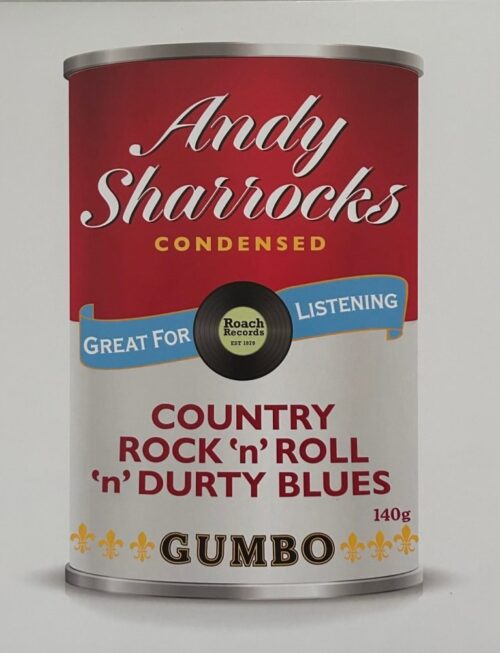 Andy
Sharrocks
CONDENSED
GREAT FOR
LISTENING
Roach
Records
EST 1979
COUNTRY
ROCK ‘n’ ROLL
‘n’ DURTY BLUES
140g
GUMBO